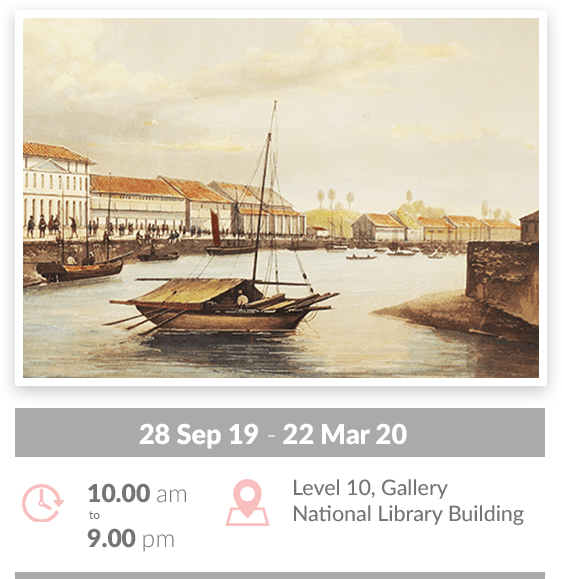 28 Sep 19 - 22 Mar 20
10.00 am
to
9.00 pm
Level 10, Gallery
National Library Building